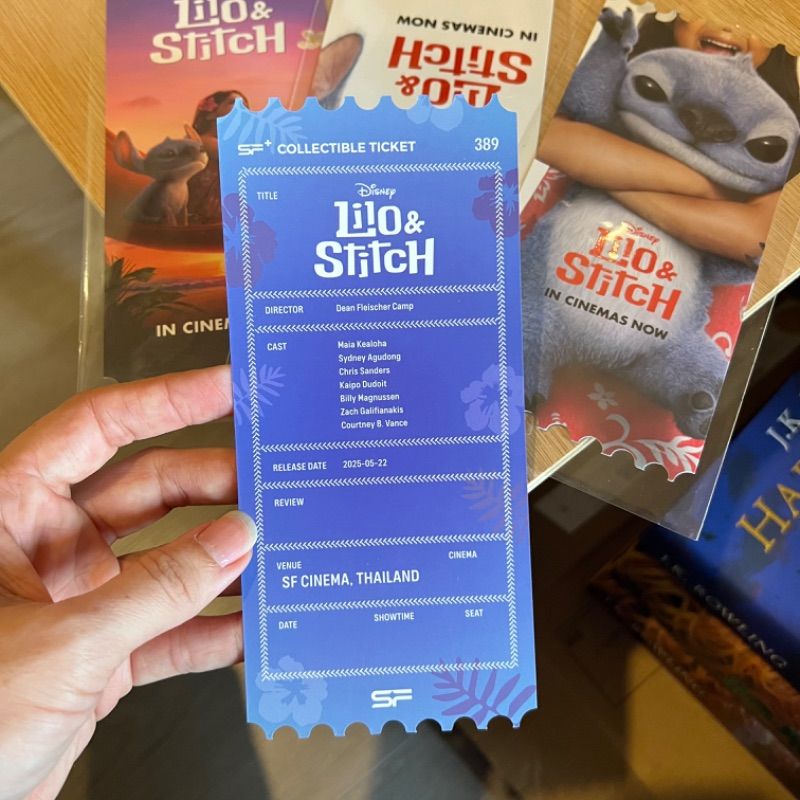 LILO &
STITCH
IN CINEMAS NOW
LILO &
STITCH
Disney
LILO &
STITCH
IN CINEMAS NOW
IN CINEM
SF+ COLLECTIBLE TICKET 389
TITLE
Disney
LILO &
STITCH
DIRECTOR Dean Fleischer Camp
CAST Maia Kealoha
Sydney Agudong
Chris Sanders
Kaipo Dudoit
Billy Magnussen
Zach Galifianakis
Courtney B. Vance
RELEASE DATE 2025-05-22
REVIEW
VENUE CINEMA
SF CINEMA, THAILAND
DATE SHOWTIME SEAT
SF
J.K
HA
J.K. ROWLING